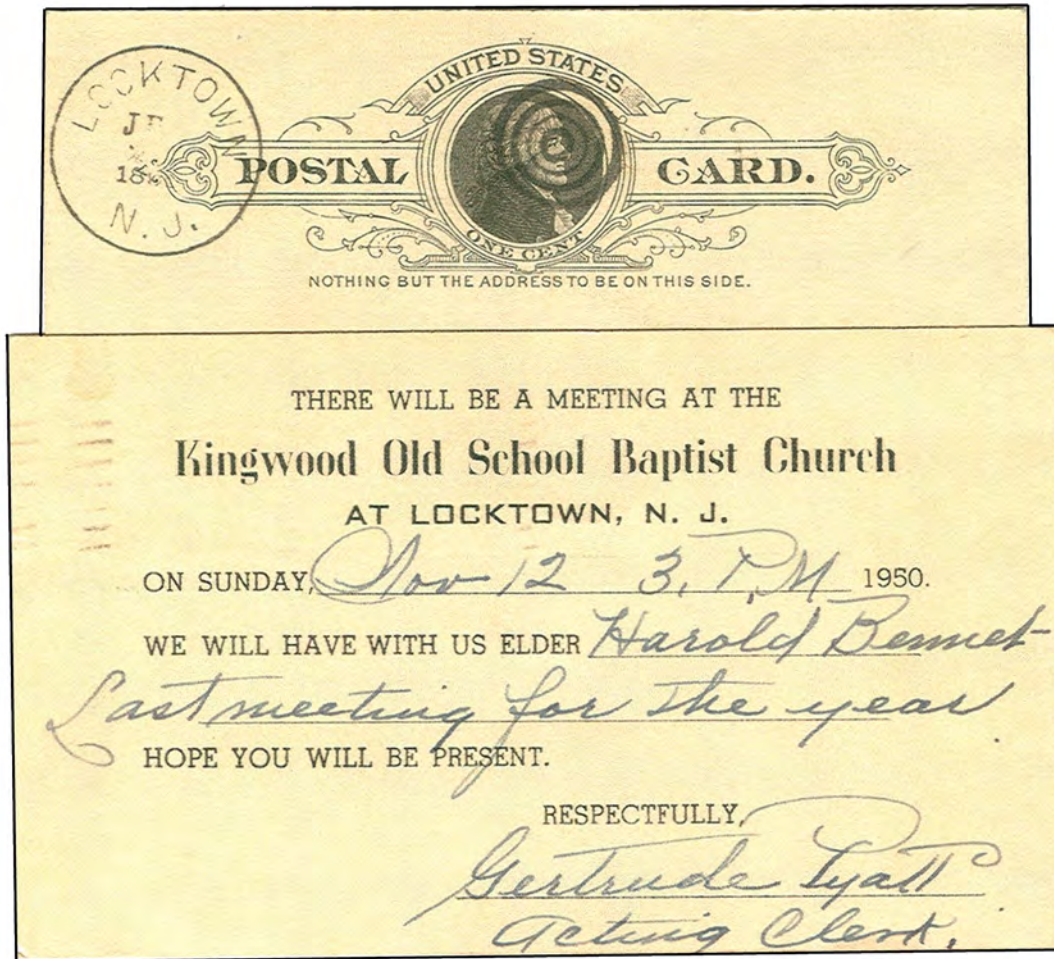 LOCKTOWN
N. J.
UNITED STATES
POSTAL CARD.
ONE CENT
NOTHING BUT THE ADDRESS TO BE ON THIS SIDE.
THERE WILL BE A MEETING AT THE
Kingwood Old School Baptist Church
AT LOCKTOWN, N. J.
ON SUNDAY, Nov 12 3, P.M 1950.
WE WILL HAVE WITH US ELDER Harold Bennet
Last meeting for the year
HOPE YOU WILL BE PRESENT.
RESPECTFULLY,
Gertrude Pyatt
Acting Clerk.